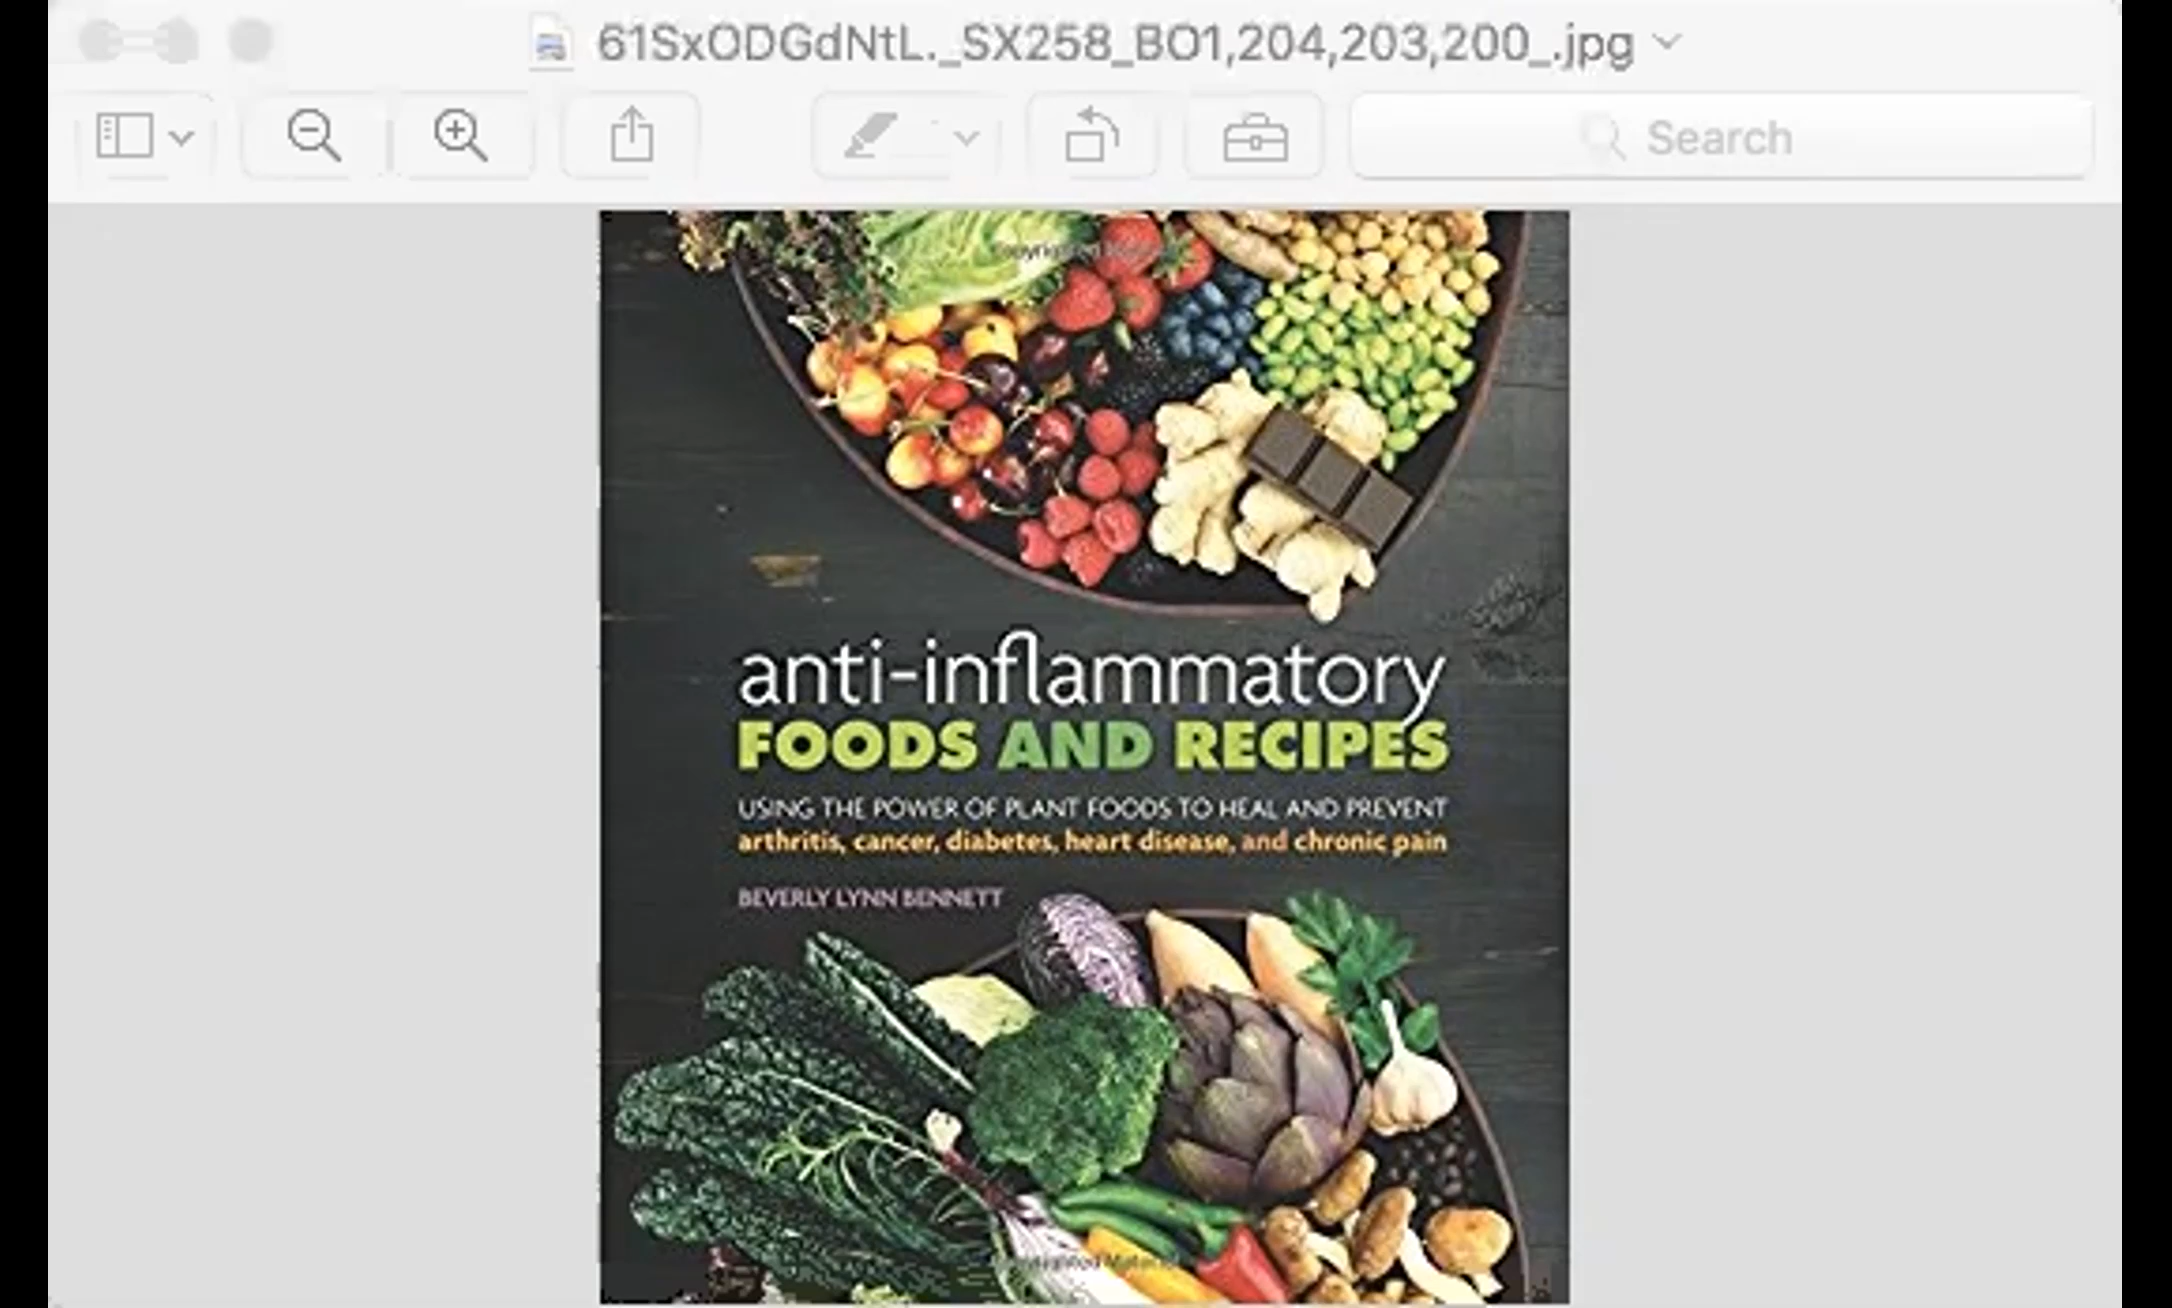 61SxODGdNtL._SX258_BO1,204,203,200_.jpg
Search
anti-inflammatory
FOODS AND RECIPES
USING THE POWER OF PLANT FOODS TO HEAL AND PREVENT
arthritis, cancer, diabetes, heart disease, and chronic pain
BEVERLY LYNN BENNETT